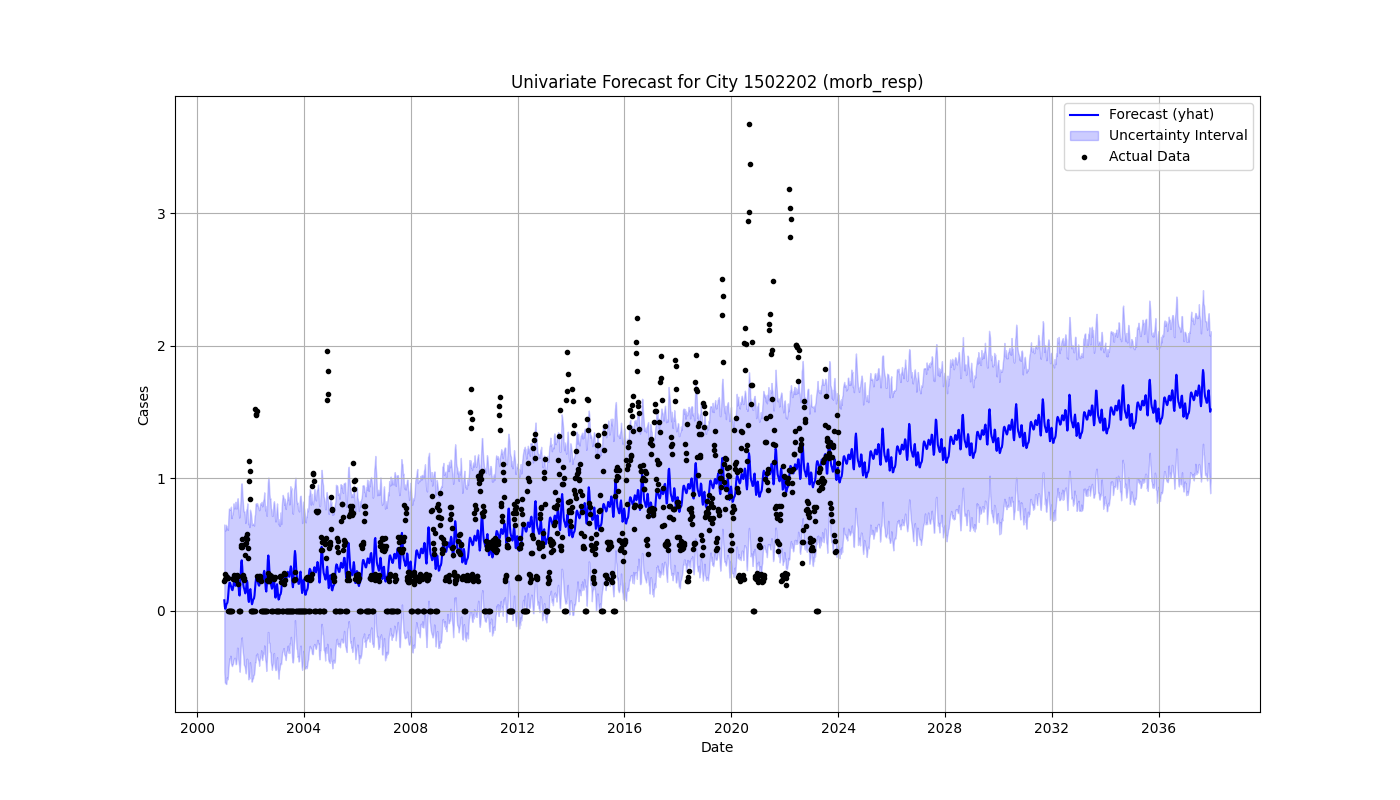 Univariate Forecast for City 1502202 (morb_resp)
Forecast (yhat)
Uncertainty Interval
Actual Data
Cases
3
2
1
0
2000 2004 2008 2012 2016 2020 2024 2028 2032 2036
Date